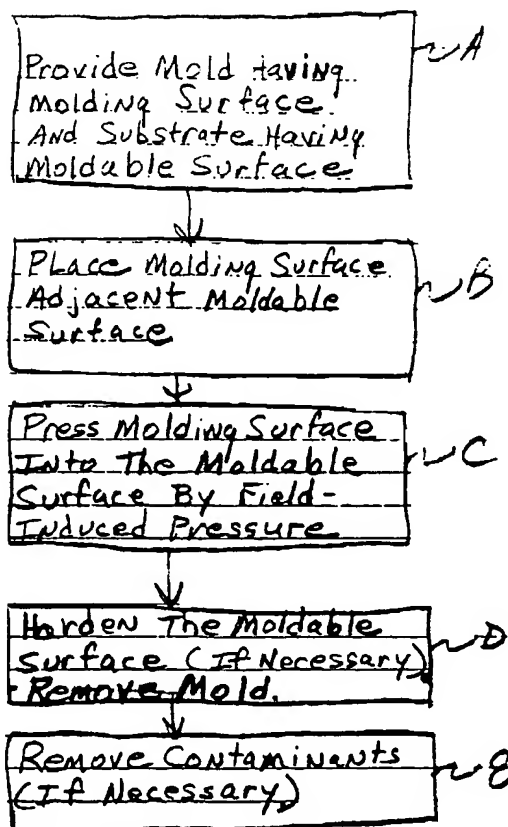 Provide Mold Having
Molding Surface
And Substrate Having
Moldable Surface
A
Place Molding Surface
Adjacent Moldable
Surface
B
Press Molding Surface
Into The Moldable
Surface By Field-
Induced Pressure
C
Harden The Moldable
Surface (If Necessary),
Remove Mold.
D
Remove Contaminants
(If Necessary)
E